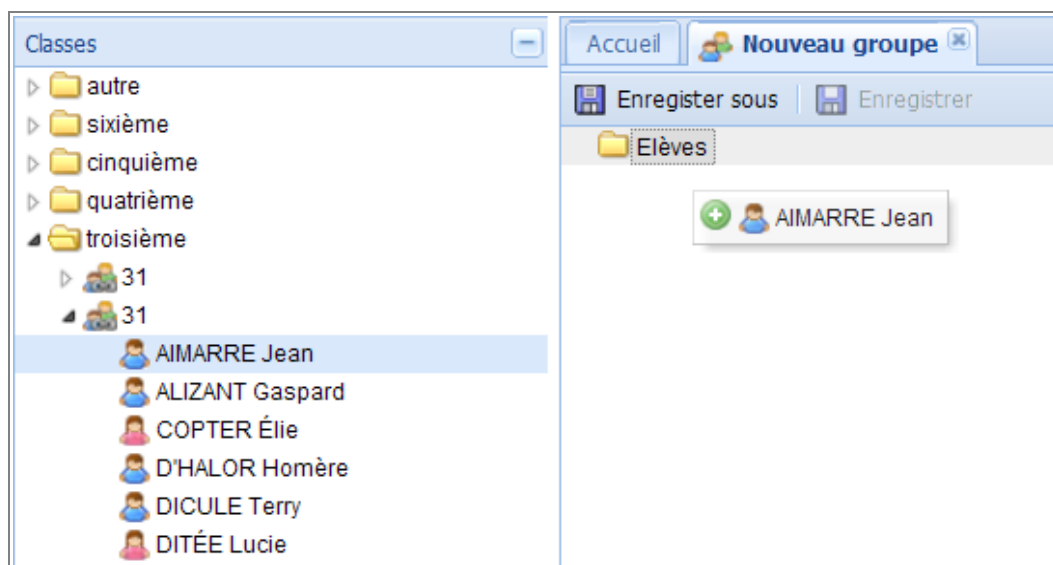 Classes
autre
sixième
cinquième
quatrième
troisième
31
31
AIMARRE Jean
ALIZANT Gaspard
COPTER Élie
D'HALOR Homère
DICULE Terry
DITÉE Lucie
Accueil Nouveau groupe
Enregister sous Enregistrer
Elèves
AIMARRE Jean